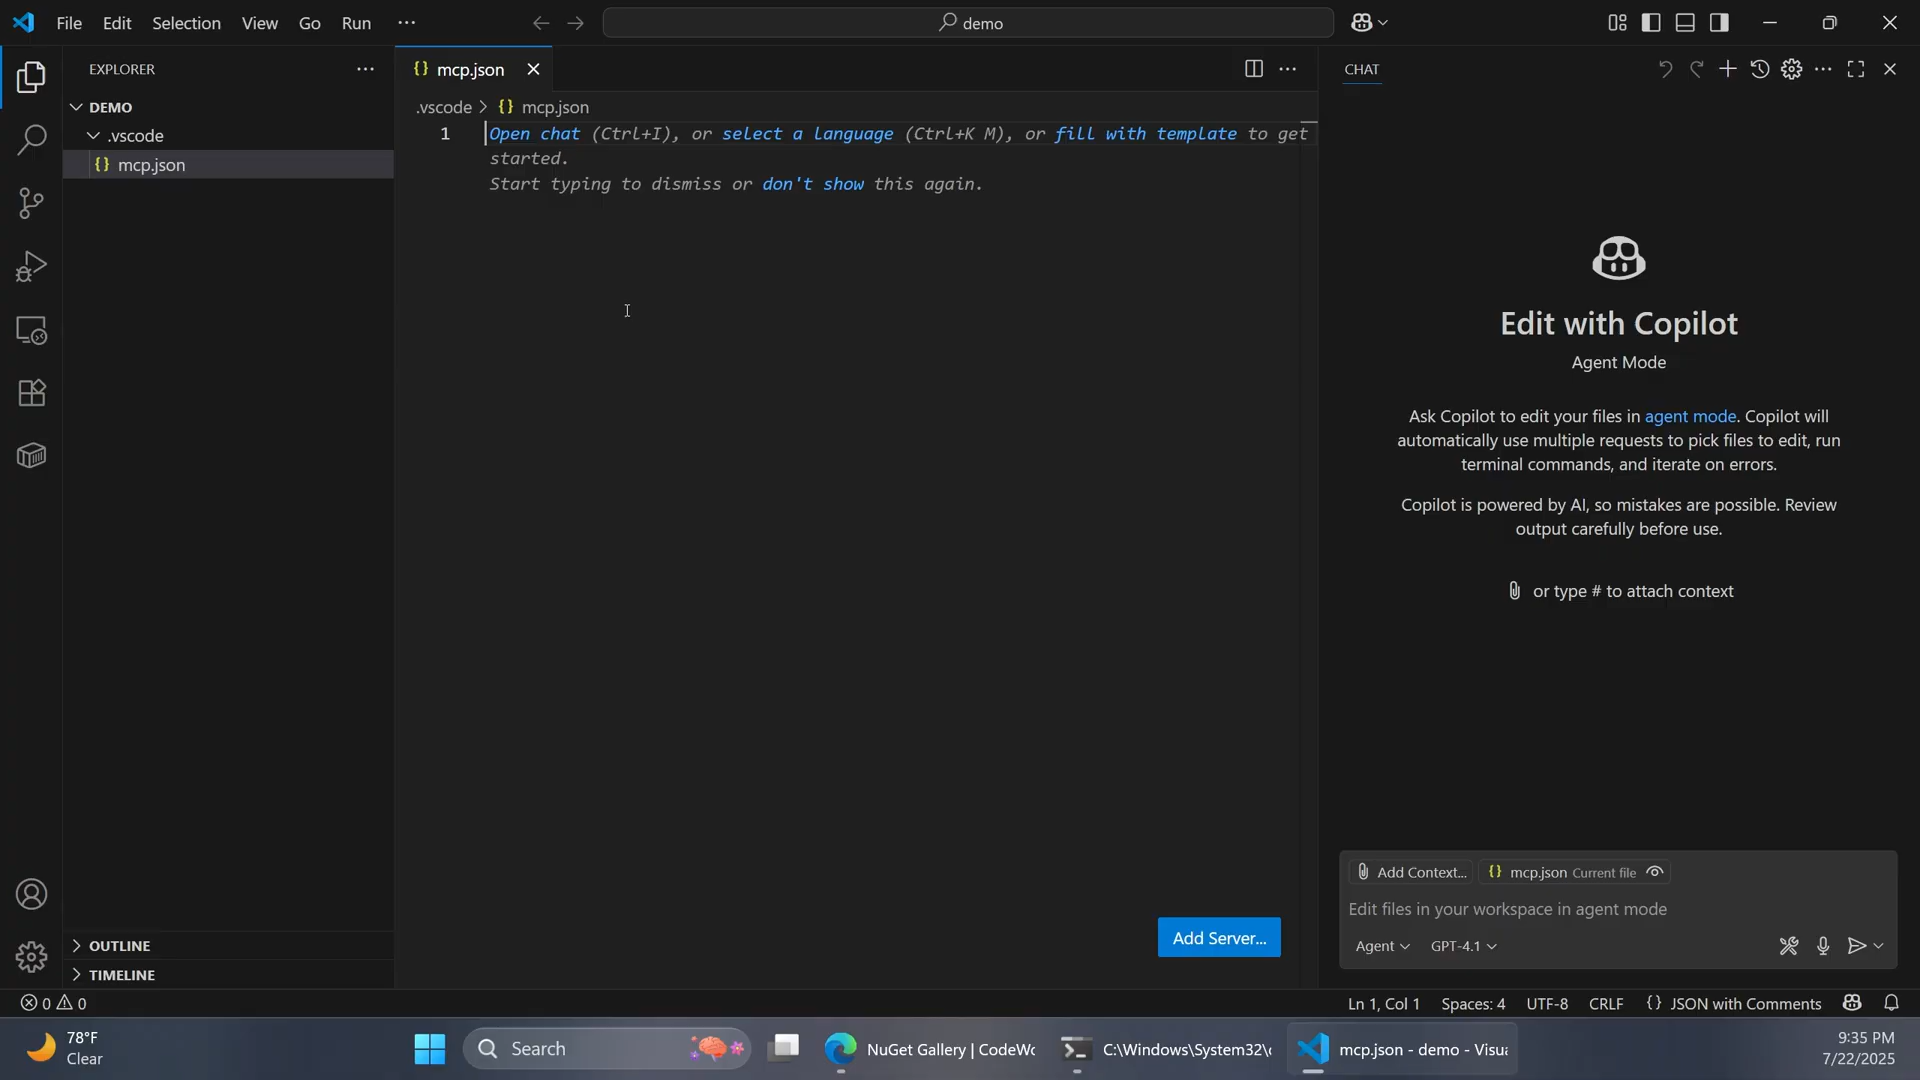 File Edit Selection View Go Run ···
demo
EXPLORER
DEMO
.vscode
{} mcp.json
OUTLINE
TIMELINE
{} mcp.json
.vscode > {} mcp.json
1
Open chat (Ctrl+I), or select a language (Ctrl+K M), or fill with template to get
started.
Start typing to dismiss or don't show this again.
Add Server...
CHAT
Edit with Copilot
Agent Mode
Ask Copilot to edit your files in agent mode. Copilot will
automatically use multiple requests to pick files to edit, run
terminal commands, and iterate on errors.
Copilot is powered by AI, so mistakes are possible. Review
output carefully before use.
or type # to attach context
Add Context... {} mcp.json Current file
Edit files in your workspace in agent mode
Agent GPT-4.1
0 0
Ln 1, Col 1 Spaces: 4 UTF-8 CRLF {} JSON with Comments
78°F
Clear
Search
NuGet Gallery | CodeWo
C:\Windows\System32\c
mcp.json - demo - Visua
9:35 PM
7/22/2025